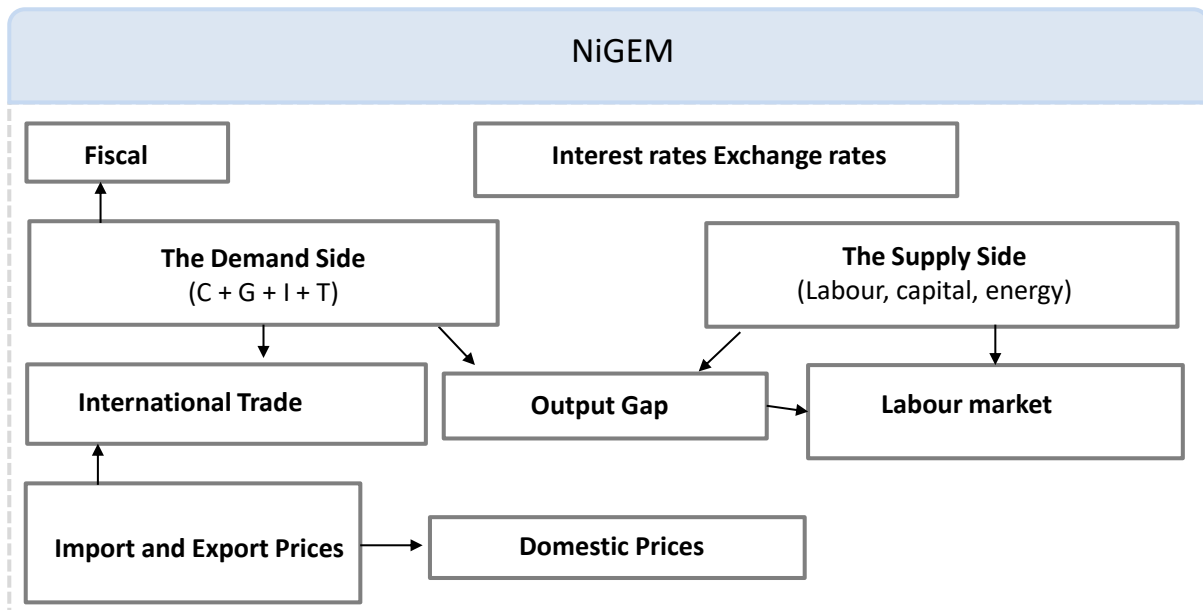 NiGEM
Fiscal
Interest rates Exchange rates
The Demand Side
(C + G + I + T)
The Supply Side
(Labour, capital, energy)
International Trade
Output Gap
Labour market
Import and Export Prices
Domestic Prices